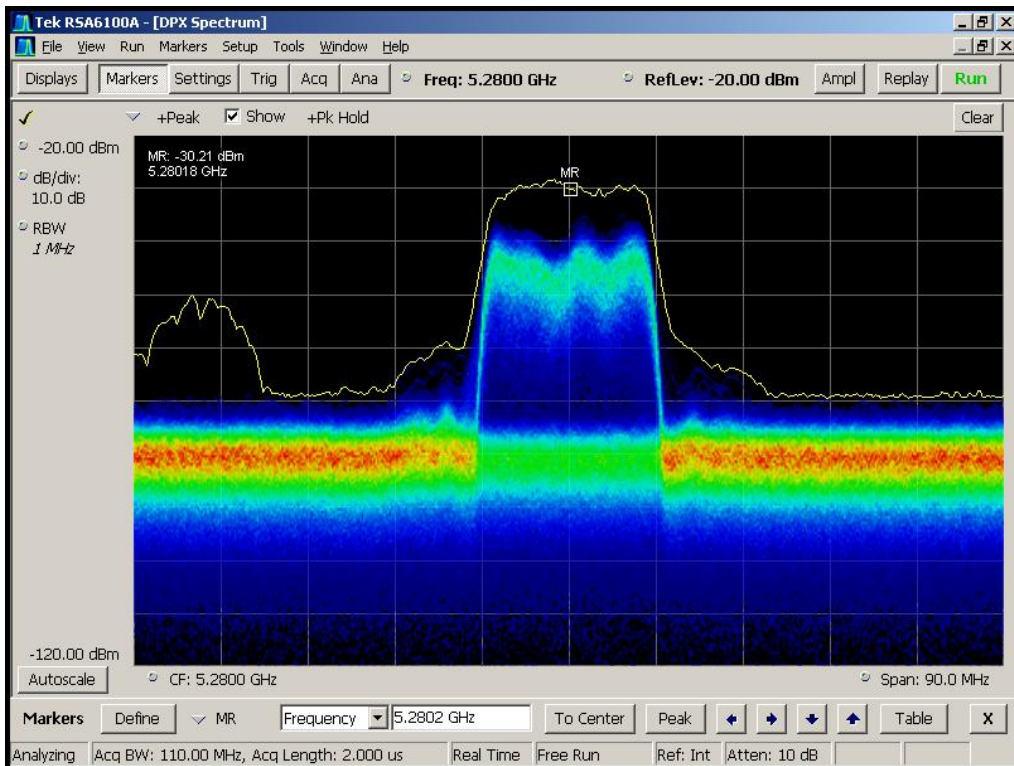 Tek RSA6100A - [DPX Spectrum]
File View Run Markers Setup Tools Window Help
Displays Markers Settings Trig Acq Ana Freq: 5.2800 GHz RefLev: -20.00 dBm Ampl Replay Run
+Peak Show +Pk Hold Clear
-20.00 dBm
dB/div:
10.0 dB
RBW
1 MHz
MR: -30.21 dBm
5.28018 GHz
MR
-120.00 dBm
Autoscale CF: 5.2800 GHz Span: 90.0 MHz
Markers Define MR Frequency 5.2802 GHz To Center Peak Table X
Analyzing Acq BW: 110.00 MHz, Acq Length: 2.000 us Real Time Free Run Ref: Int Atten: 10 dB